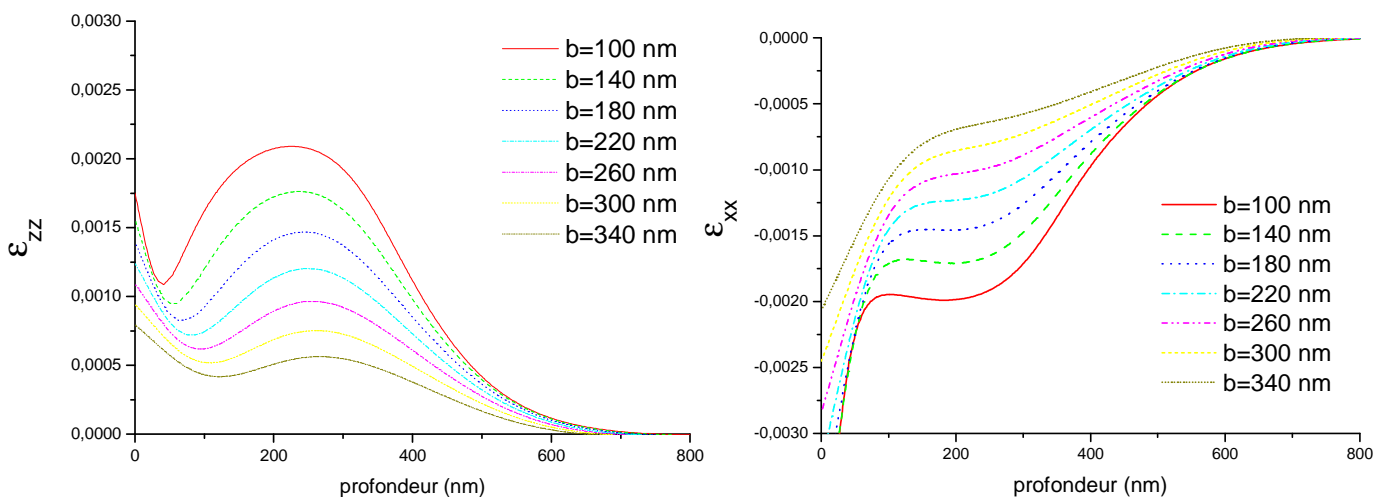 0,0030
0,0025
0,0020
0,0015
0,0010
0,0005
0,0000
εzz
0
200
400
600
800
profondeur (nm)
b=100 nm
b=140 nm
b=180 nm
b=220 nm
b=260 nm
b=300 nm
b=340 nm
0,0000
-0,0005
-0,0010
-0,0015
-0,0020
-0,0025
-0,0030
εxx
0
200
400
600
800
profondeur (nm)
b=100 nm
b=140 nm
b=180 nm
b=220 nm
b=260 nm
b=300 nm
b=340 nm